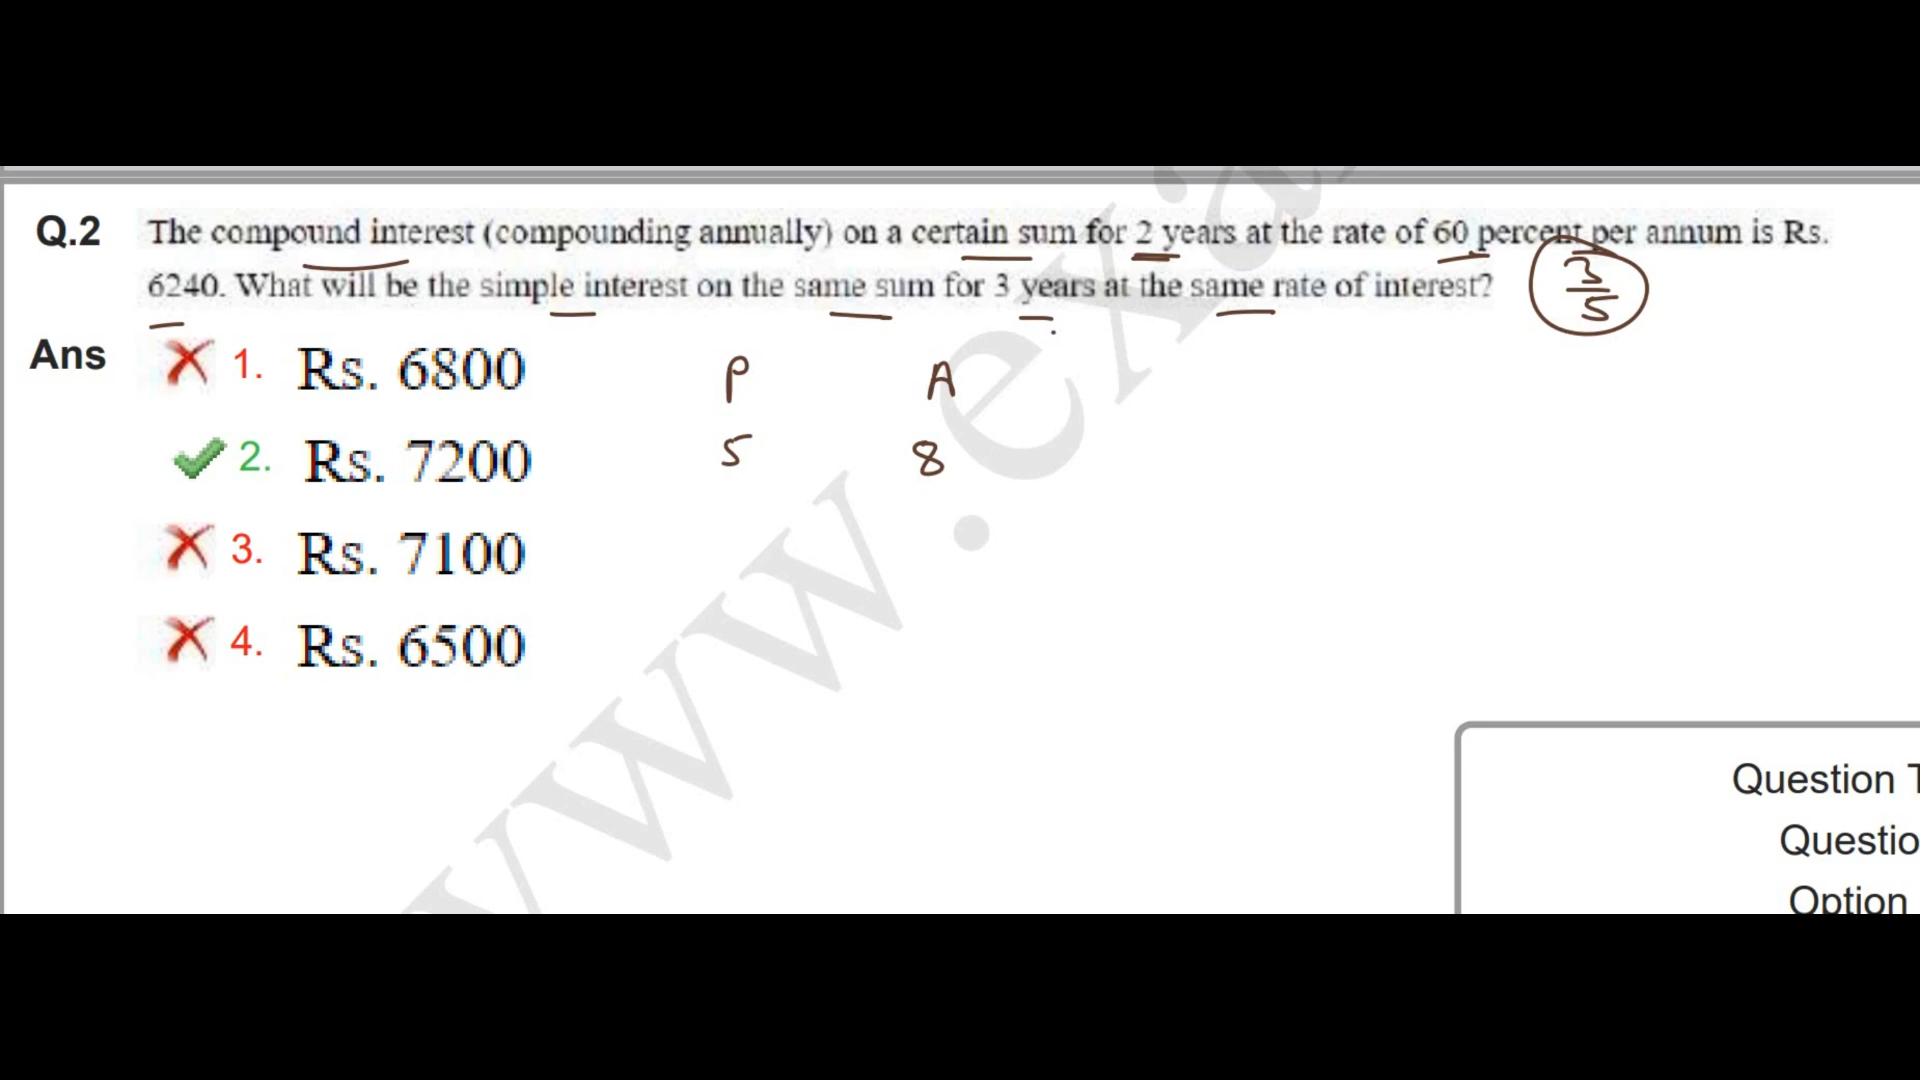 Q.2 The compound interest (compounding annually) on a certain sum for 2 years at the rate of 60 percent per annum is Rs.
6240. What will be the simple interest on the same sum for 3 years at the same rate of interest?
3
5
Ans 1. Rs. 6800
P A
2. Rs. 7200
5 8
3. Rs. 7100
4. Rs. 6500
www.exa
Question T
Questio
Option